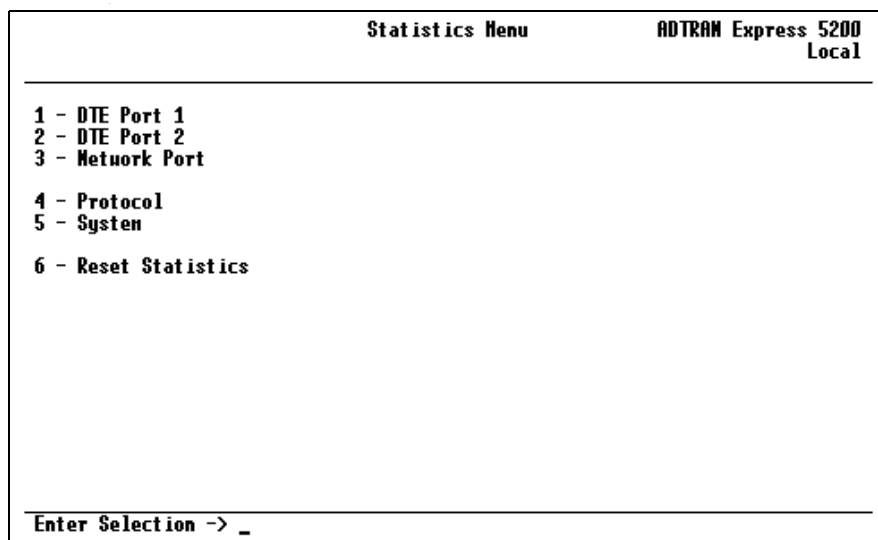 Statistics Menu ADTRAN Express 5200
Local
1 - DTE Port 1
2 - DTE Port 2
3 - Network Port
4 - Protocol
5 - System
6 - Reset Statistics
Enter Selection -> _